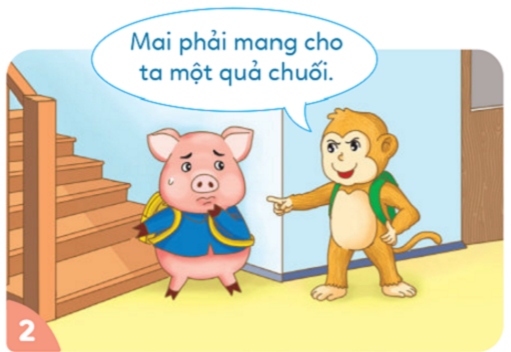 Mai phải mang cho
ta một quả chuối.
2